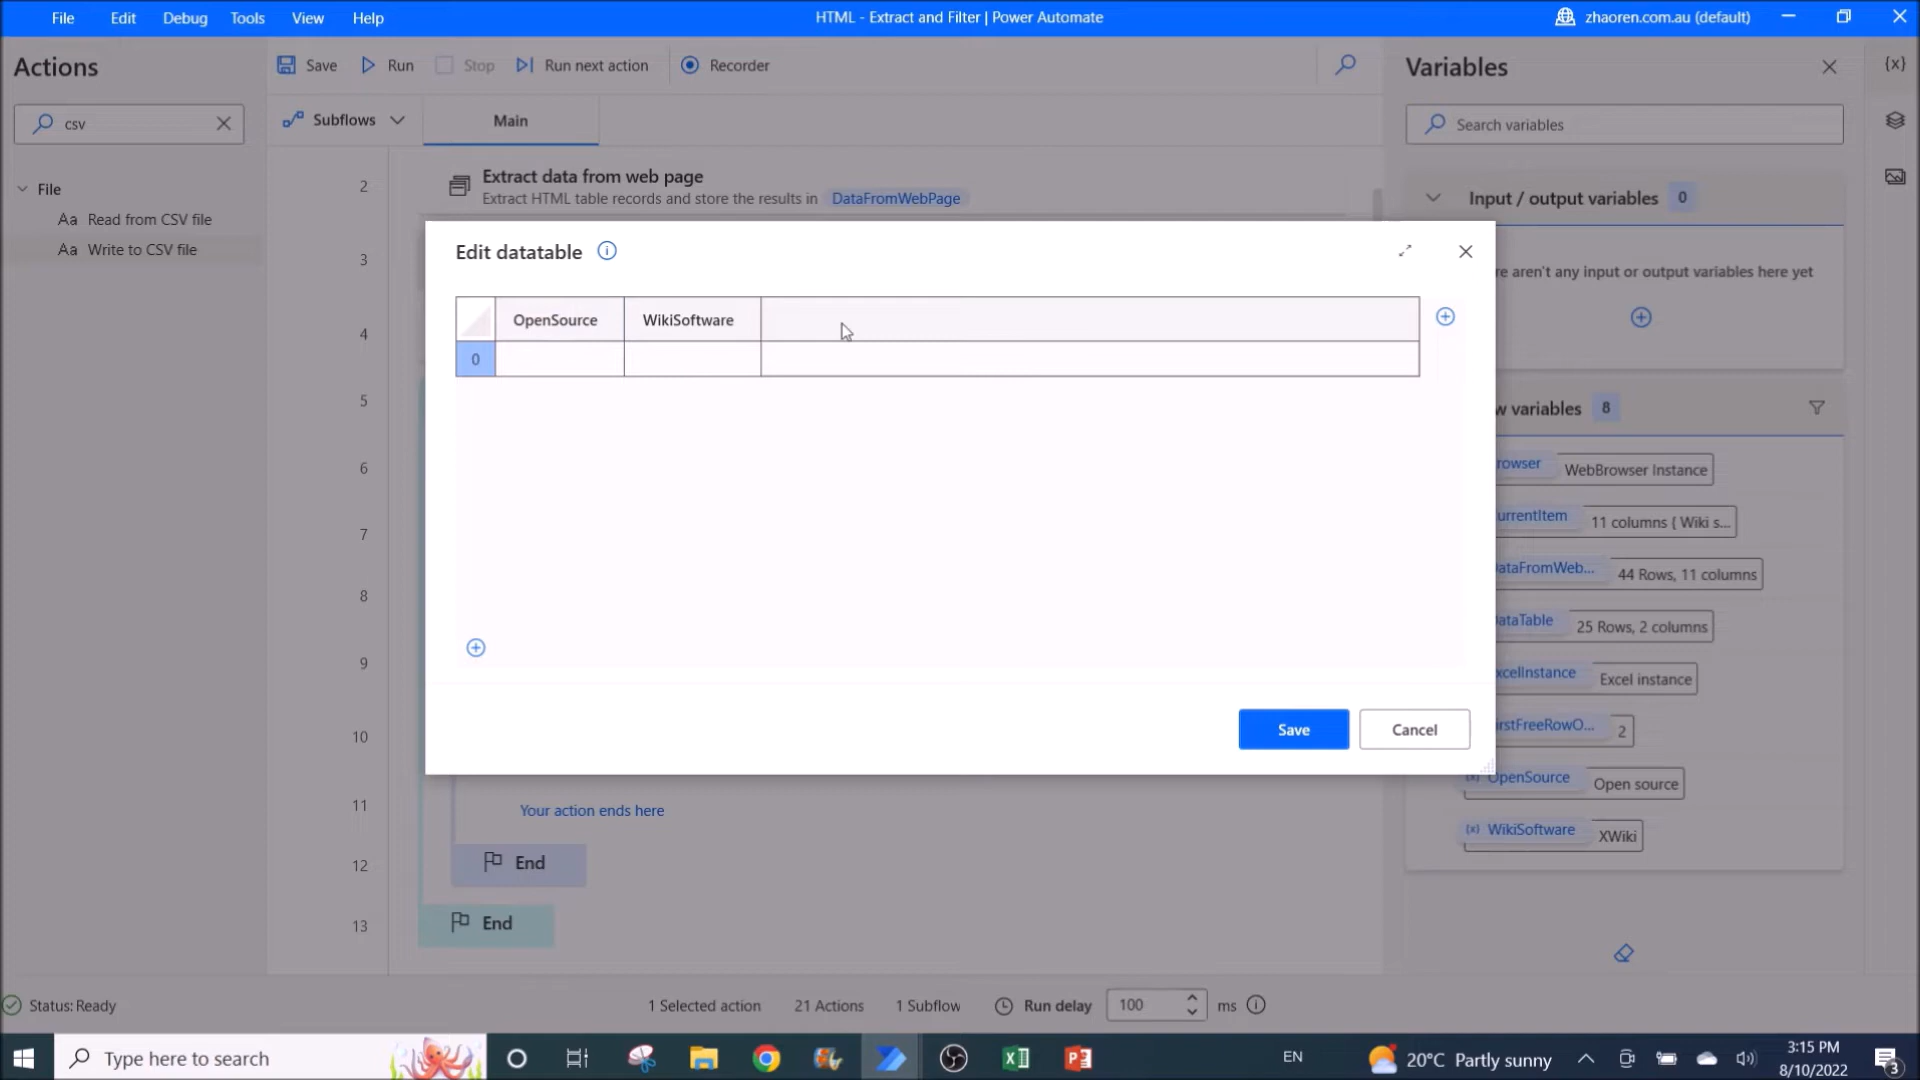 File Edit Debug Tools View Help
HTML - Extract and Filter | Power Automate
zhaoren.com.au (default)
Actions
Save Run Stop Run next action Recorder
Variables
{x}
csv
Subflows Main
Search variables
File
Aa Read from CSV file
Aa Write to CSV file
2
Extract data from web page
Extract HTML table records and store the results in DataFromWebPage
Input / output variables 0
3
Edit datatable
re aren't any input or output variables here yet
4
OpenSource WikiSoftware
0
5
w variables 8
6
rowser WebBrowser Instance
7
urrentItem 11 columns ( Wiki s...
8
ataFromWeb... 44 Rows, 11 columns
ataTable 25 Rows, 2 columns
9
xcelInstance Excel instance
10
Save Cancel
irstFreeRowO... 2
OpenSource Open source
11
Your action ends here
{x} WikiSoftware XWiki
12
End
13
End
Status: Ready
1 Selected action 21 Actions 1 Subflow Run delay 100 ms
Type here to search
EN
20°C Partly sunny
3:15 PM
8/10/2022
3